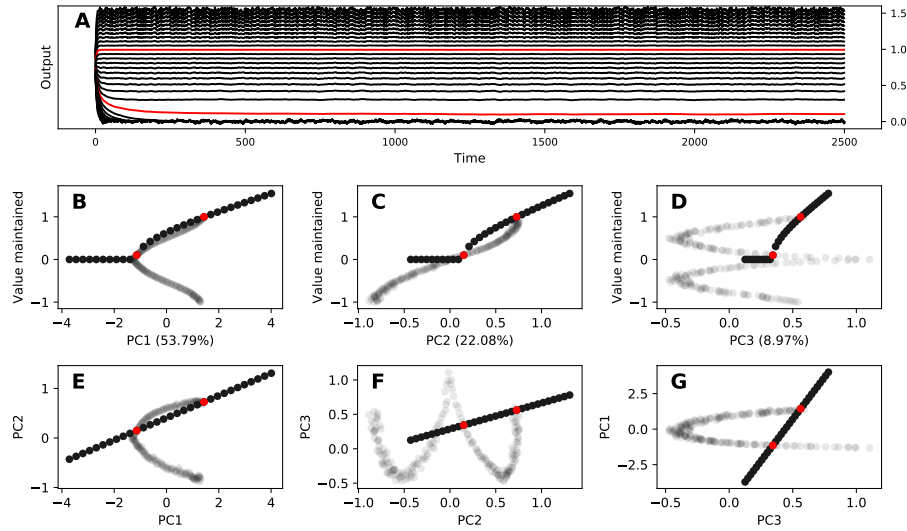 A
Output
0.0
0.5
1.0
1.5
0
500
1000
1500
2000
2500
Time
B
Value maintained
−1
0
1
−4
−2
0
2
4
PC1 (53.79%)
C
Value maintained
−1
0
1
−1.0
−0.5
0.0
0.5
1.0
PC2 (22.08%)
D
Value maintained
−1
0
1
−0.5
0.0
0.5
1.0
PC3 (8.97%)
E
PC2
−1
0
1
−4
−2
0
2
4
PC1
F
PC3
−0.5
0.0
0.5
1.0
−1.0
−0.5
0.0
0.5
1.0
PC2
G
PC1
−2.5
0.0
2.5
−0.5
0.0
0.5
1.0
PC3